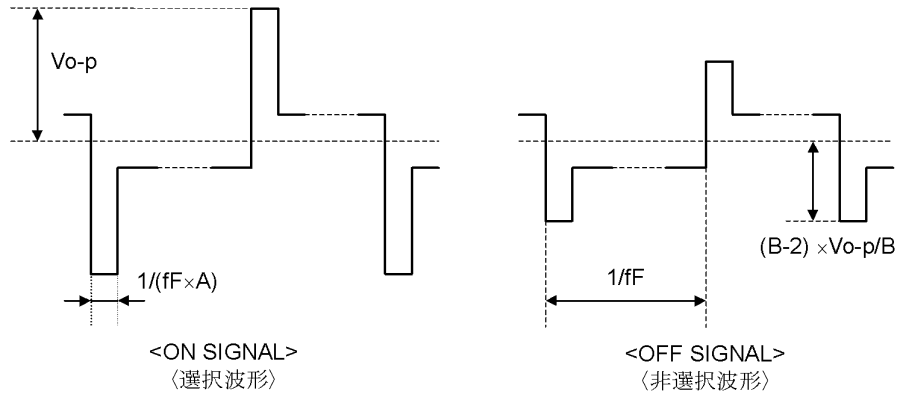 Vo-p
1/(fF×A)
<ON SIGNAL>
〈選択波形〉
(B-2) ×Vo-p/B
1/fF
<OFF SIGNAL>
〈非選択波形〉